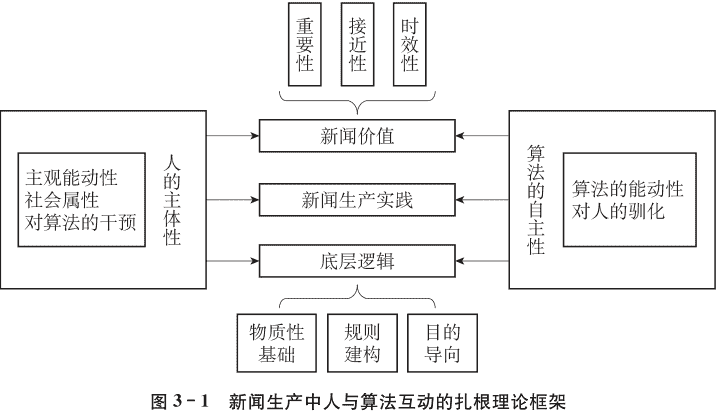 重要性
接近性
时效性
新闻价值
人的主体性
主观能动性
社会属性
对算法的干预
新闻生产实践
算法的自主性
算法的能动性
对人的驯化
底层逻辑
物质性
基础
规则
建构
目的
导向
图 3-1 新闻生产中人与算法互动的扎根理论框架